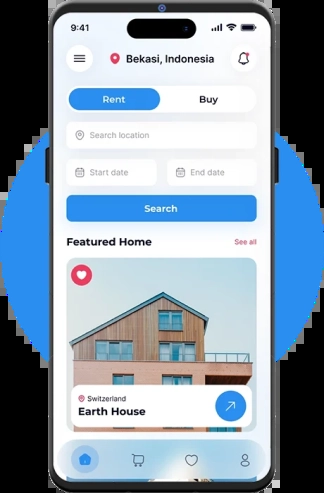 9:41
Bekasi, Indonesia
Rent
Buy
Search location
Start date
End date
Search
Featured Home
See all
Switzerland
Earth House